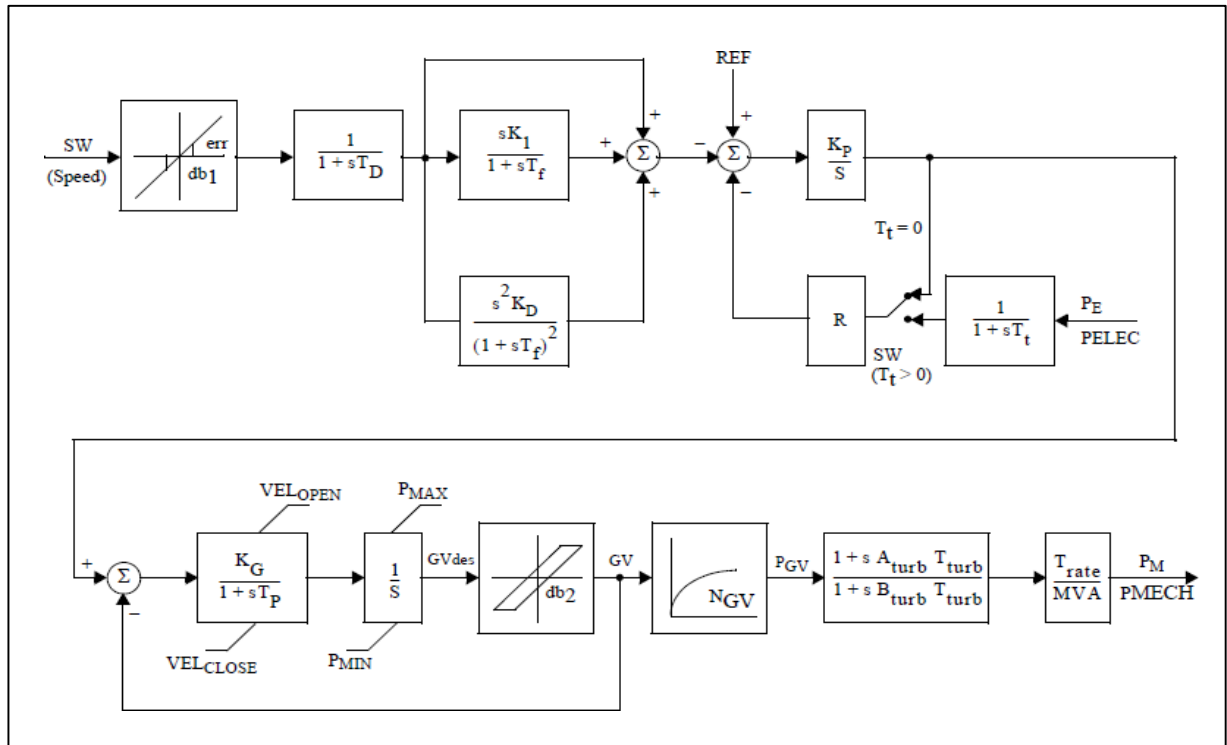 REF
SW
(Speed)
err
db1
1
1 + sTD
sK1
1 + sTf
s2KD
(1 + sTf)2
+
+
+
Σ
−
+
Σ
−
KP
S
Tt = 0
R
SW
(Tt > 0)
1
1 + sTt
PE
PELEC
VELOPEN
PMAX
+
Σ
−
KG
1 + sTP
VELCLOSE
1
S
PMIN
GVdes
db2
GV
NGV
PGV
1 + s Aturb Tturb
1 + s Bturb Tturb
Trate
MVA
PM
PMECH